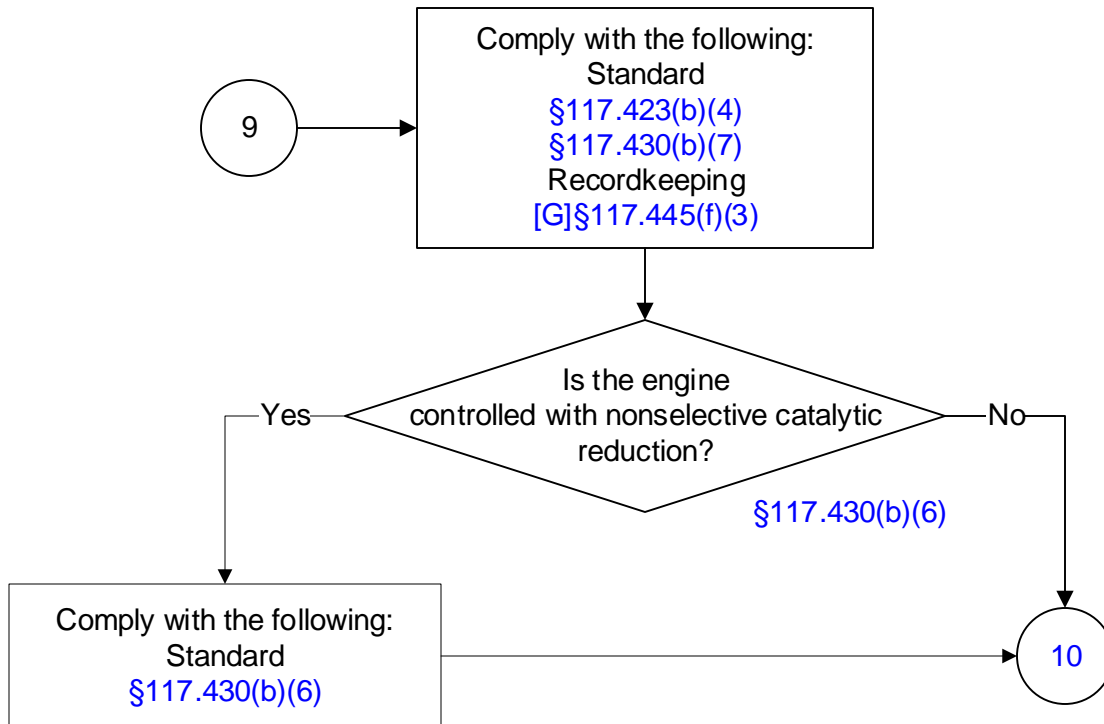 9
Comply with the following:
Standard
§117.423(b)(4)
§117.430(b)(7)
Recordkeeping
[G]§117.445(f)(3)
Is the engine
controlled with nonselective catalytic
reduction?
Yes
No
§117.430(b)(6)
Comply with the following:
Standard
§117.430(b)(6)
10